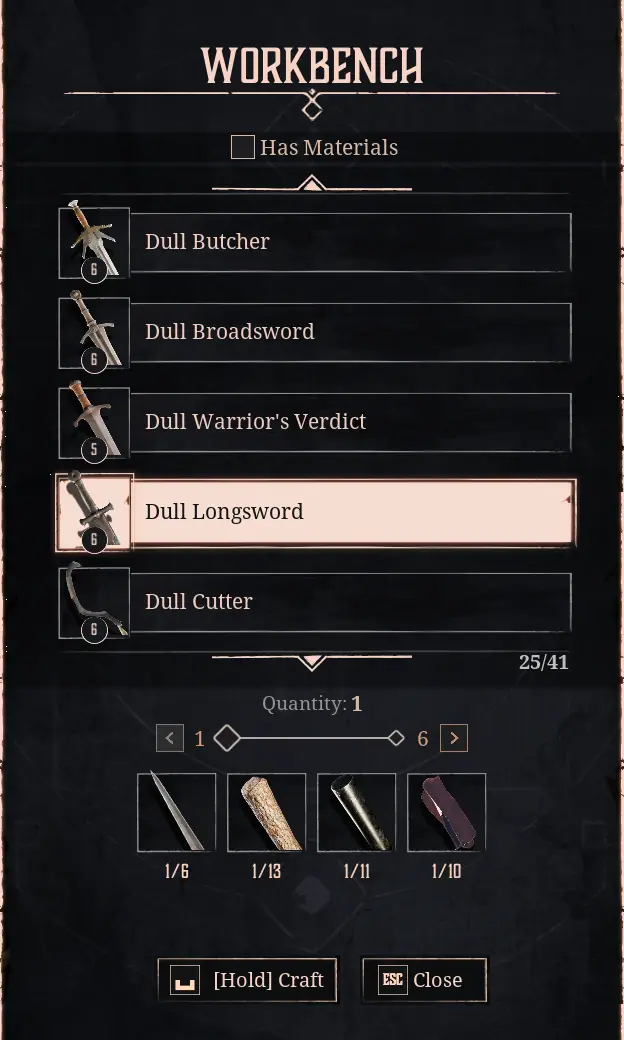 WORKBENCH
Has Materials
Dull Butcher
6
Dull Broadsword
6
Dull Warrior's Verdict
5
Dull Longsword
6
Dull Cutter
6
25/41
Quantity: 1
1 6
1/6 1/13 1/11 1/10
[Hold] Craft ESC Close